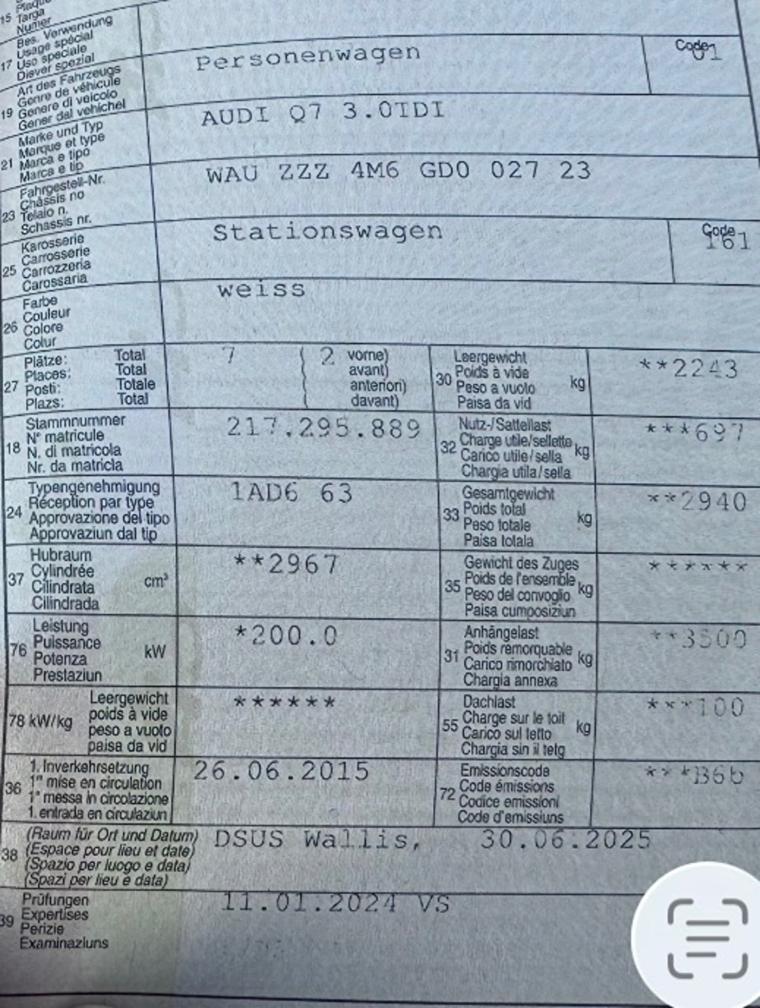 Plaque
15 Targa
Numer
Bes. Verwendung
Usage spécial
17 Uso speciale
Diever spezial
Art des Fahrzeugs
Genre de véhicule
19 Genere di veicolo
Gener dal vehichel
Personenwagen
Code
01
Marke und Typ
Marque et type
21 Marca e tipo
Marca e tip
AUDI Q7 3.0TDI
Fahrgestell-Nr.
Châssis no
23 Telaio n.
Schassis nr.
WAU ZZZ 4M6 GD0 027 23
Karosserie
Carrosserie
25 Carrozzeria
Carossaria
Stationswagen
Code
161
Farbe
Couleur
26 Colore
Colur
weiss
Plätze: Total
Places: Total
27 Posti: Totale
Plazs: Total
7 ( 2 vorne)
avant)
anteriori)
davant)
Leergewicht
30 Poids à vide kg
Peso a vuoto
Paisa da vid
**2243
Stammnummer
N° matricule
18 N. di matricola
Nr. da matricla
217.295.889
Nutz-/Sattellast
32 Charge utile/sellette kg
Carico utile/sella
Chargia utila/sella
***697
Typengenehmigung
24 Réception par type
Approvazione del tipo
Approvaziun dal tip
1AD6 63
Gesamtgewicht
33 Poids total kg
Peso totale
Paisa totala
**2940
Hubraum
37 Cylindrée cm³
Cilindrata
Cilindrada
**2967
Gewicht des Zuges
35 Poids de l'ensemble kg
Peso del convoglio
Paisa cumposiziun
******
Leistung
76 Puissance kW
Potenza
Prestaziun
*200.0
Anhängelast
31 Poids remorquable kg
Carico rimorchiato
Chargia annexa
**3500
Leergewicht
78 kW/kg poids à vide
peso a vuoto
paisa da vid
******
Dachlast
55 Charge sur le toit kg
Carico sul tetto
Chargia sin il tetg
***100
1. Inverkehrsetzung
36 1re mise en circulation
1a messa in circolazione
1. entrada en circulaziun
26.06.2015
Emissionscode
72 Code émissions
Codice emissioni
Code d'emissiuns
***B6b
(Raum für Ort und Datum)
38 (Espace pour lieu et date)
(Spazio per luogo e data)
(Spazi per lieu e data)
DSUS Wallis, 30.06.2025
Prüfungen
39 Expertises
Perizie
Examinaziuns
11.01.2024 VS